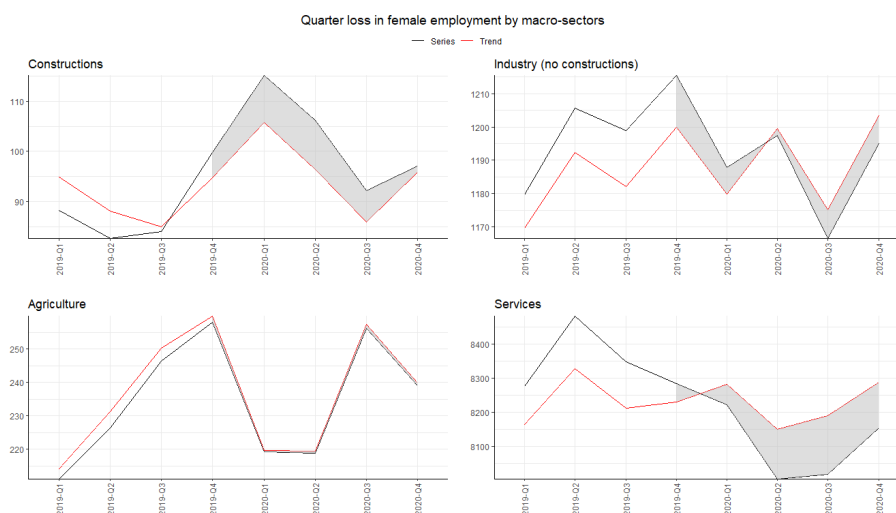 Quarter loss in female employment by macro-sectors
Series Trend
Constructions
110
100
90
2019-Q1
2019-Q2
2019-Q3
2019-Q4
2020-Q1
2020-Q2
2020-Q3
2020-Q4
Industry (no constructions)
1210
1200
1190
1180
1170
2019-Q1
2019-Q2
2019-Q3
2019-Q4
2020-Q1
2020-Q2
2020-Q3
2020-Q4
Agriculture
250
240
230
220
2019-Q1
2019-Q2
2019-Q3
2019-Q4
2020-Q1
2020-Q2
2020-Q3
2020-Q4
Services
8400
8300
8200
8100
2019-Q1
2019-Q2
2019-Q3
2019-Q4
2020-Q1
2020-Q2
2020-Q3
2020-Q4